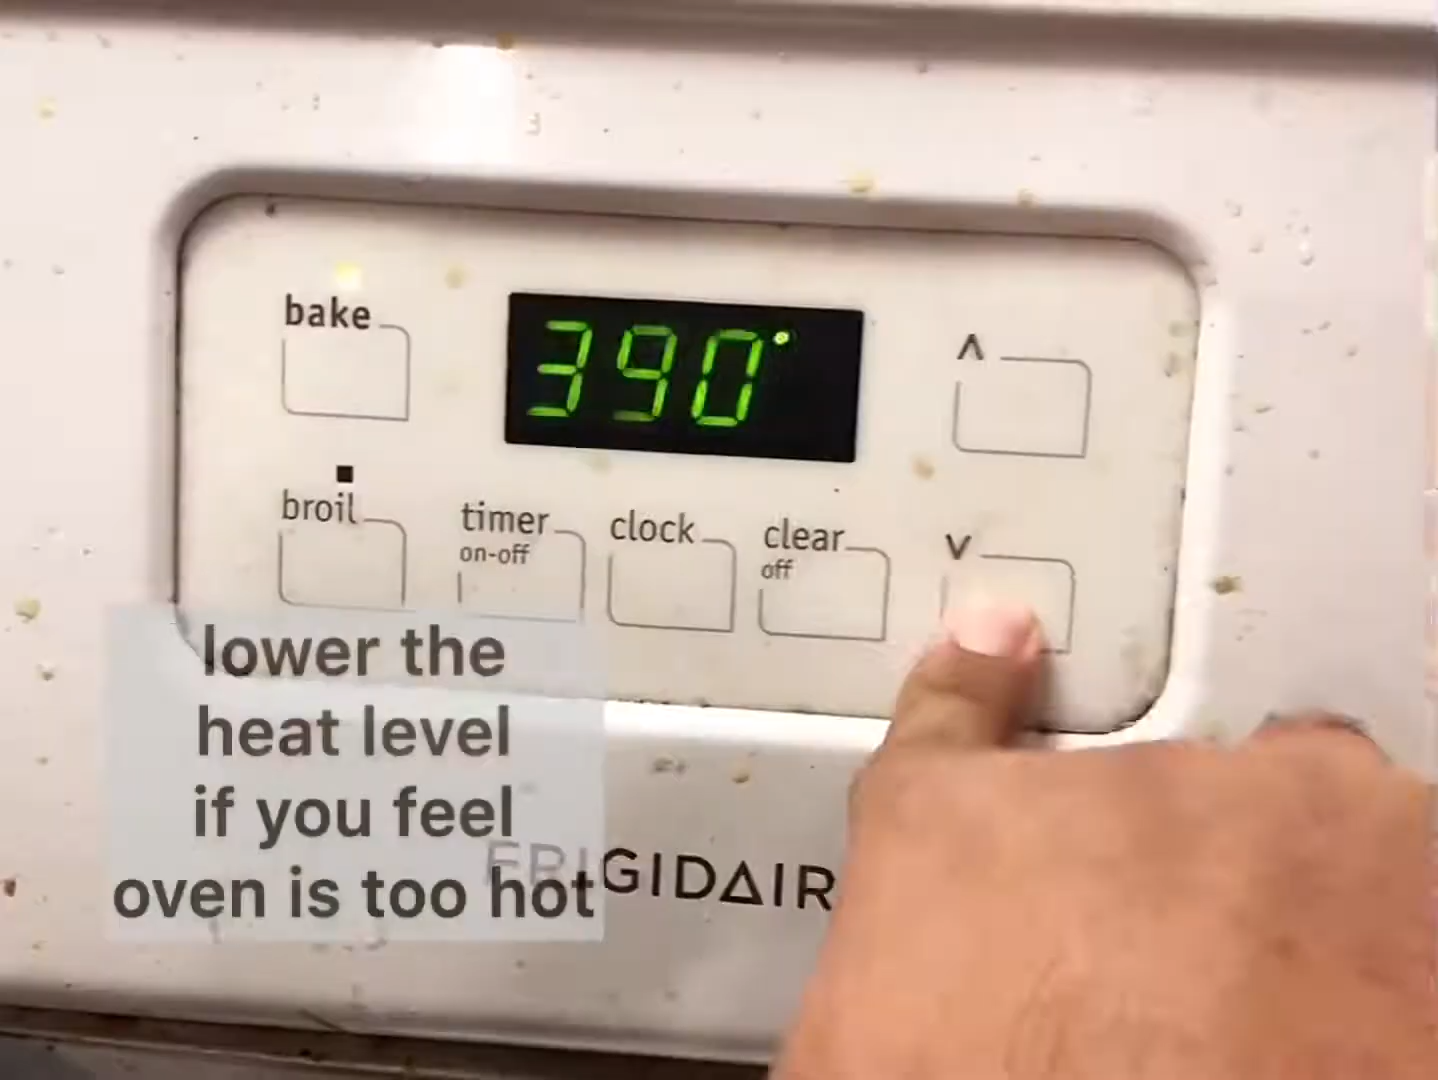 bake
390°
^
broil
timer
on-off
clock
clear
off
v
lower the
heat level
if you feel
oven is too hot
FRIGIDAIR